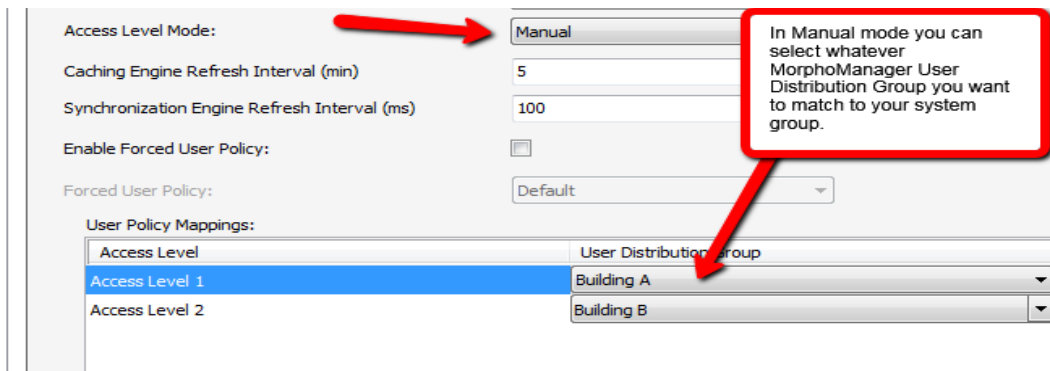 Access Level Mode:
Manual
Caching Engine Refresh Interval (min)
5
Synchronization Engine Refresh Interval (ms)
100
Enable Forced User Policy:
Forced User Policy:
Default
In Manual mode you can
select whatever
MorphoManager User
Distribution Group you want
to match to your system
group.
User Policy Mappings:
Access Level
User Distribution Group
Access Level 1
Building A
Access Level 2
Building B